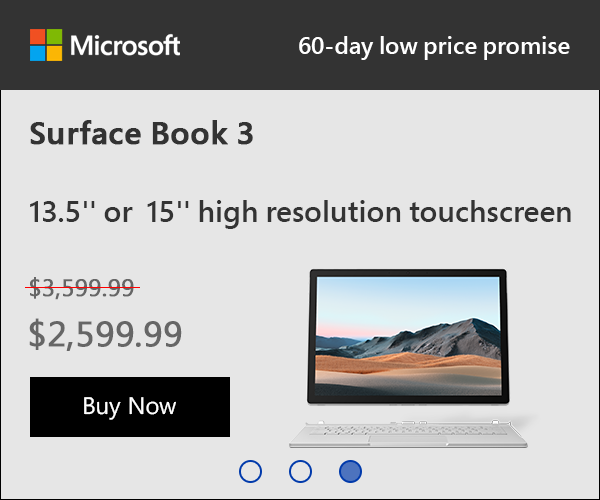 Microsoft
60-day low price promise
Surface Book 3
13.5'' or 15'' high resolution touchscreen
$3,599.99
$2,599.99
Buy Now